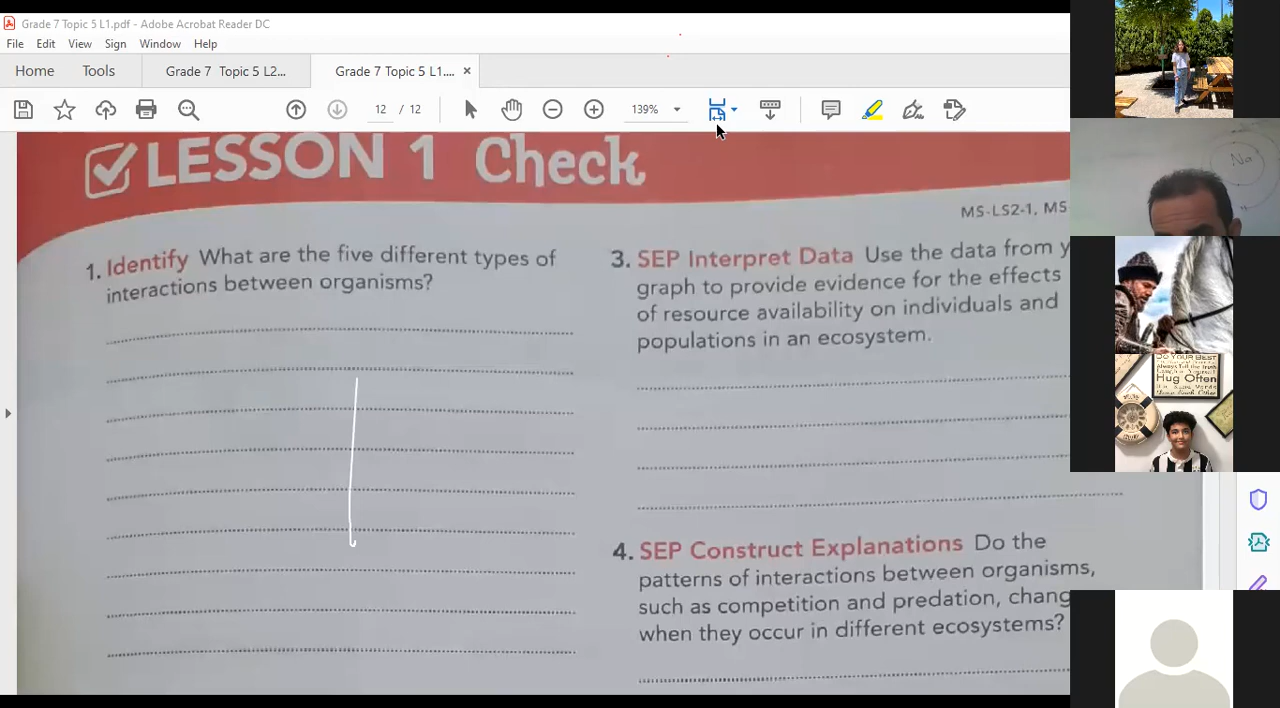 Grade 7 Topic 5 L1.pdf - Adobe Acrobat Reader DC
File Edit View Sign Window Help
Home Tools Grade 7 Topic 5 L2... Grade 7 Topic 5 L1.... ×
12 / 12 139%
LESSON 1 Check
MS-LS2-1, MS
1. Identify What are the five different types of
interactions between organisms?
3. SEP Interpret Data Use the data from y
graph to provide evidence for the effects
of resource availability on individuals and
populations in an ecosystem.
4. SEP Construct Explanations Do the
patterns of interactions between organisms,
such as competition and predation, chang
when they occur in different ecosystems?
Na
DO YOUR BEST
Always Tell the truth
Hug Often